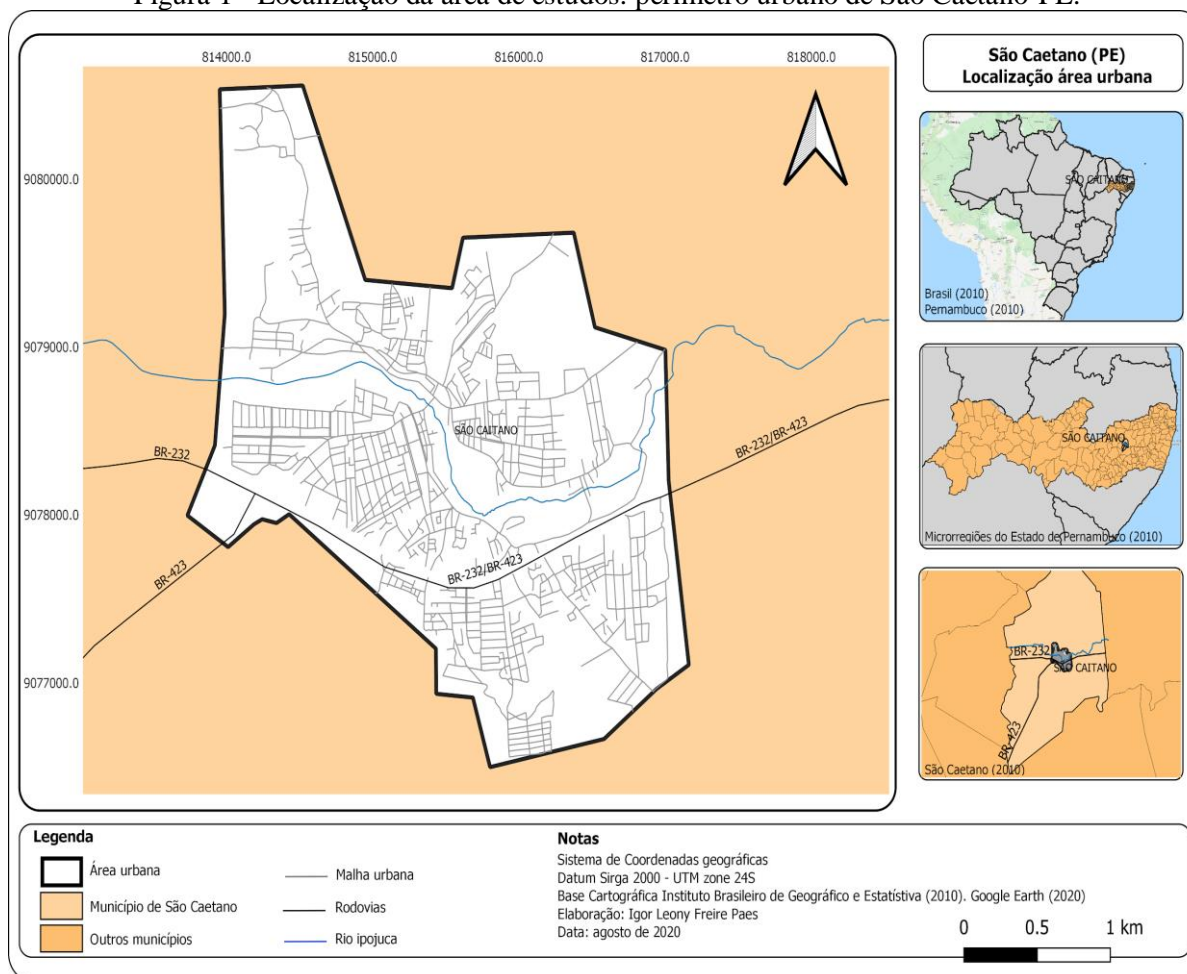 Figura 1 - Localização da área de estudos: perímetro urbano de São Caetano-PE.
814000.0 815000.0 816000.0 817000.0 818000.0
9080000.0
9079000.0
9078000.0
9077000.0
SÃO CAITANO
BR-232
BR-232/BR-423
BR-232/BR-423
BR-423
São Caetano (PE)
Localização área urbana
SÃO CAITANO
Brasil (2010)
Pernambuco (2010)
SÃO CAITANO
Microrregiões do Estado de Pernambuco (2010)
BR-232
SÃO CAITANO
BR-423
São Caetano (2010)
Legenda
Área urbana
Município de São Caetano
Outros municípios
Malha urbana
Rodovias
Rio ipojuca
Notas
Sistema de Coordenadas geográficas
Datum Sirga 2000 - UTM zone 24S
Base Cartográfica Instituto Brasileiro de Geográfico e Estatístiva (2010). Google Earth (2020)
Elaboração: Igor Leony Freire Paes
Data: agosto de 2020
0 0.5 1 km